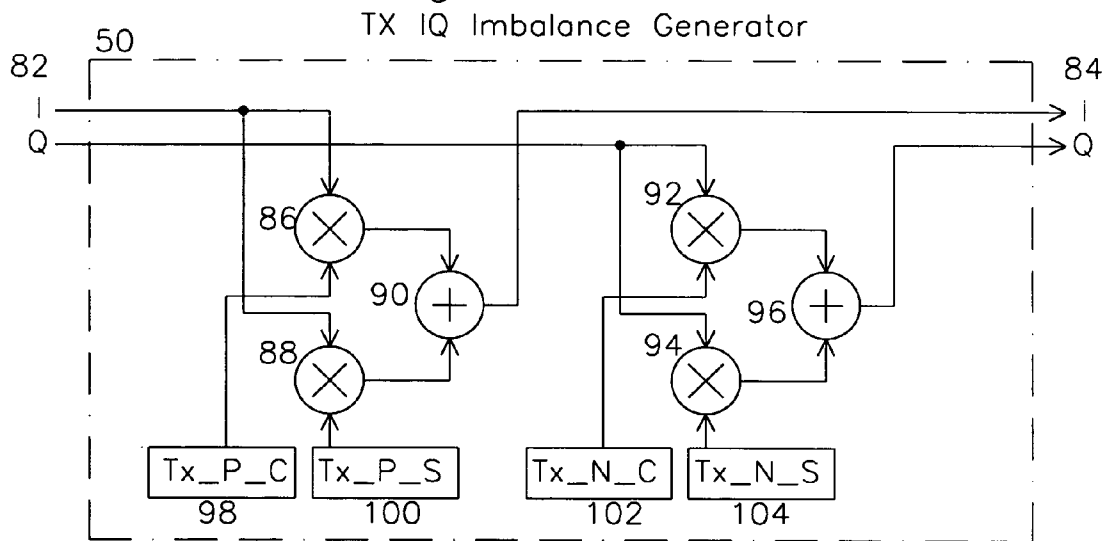 TX IQ Imbalance Generator
50
82
84
I
I
Q
Q
86
92
90
96
88
94
Tx_P_C
Tx_P_S
Tx_N_C
Tx_N_S
98
100
102
104